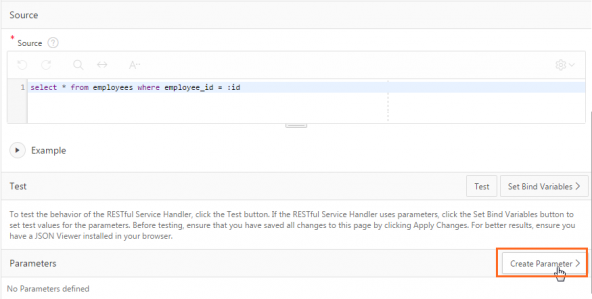 Source
* Source ?
A
1 select * from employees where employee_id = :id
Example
Test Test Set Bind Variables >
To test the behavior of the RESTful Service Handler, click the Test button. If the RESTful Service Handler uses parameters, click the Set Bind Variables button to
set test values for the parameters. Before testing, ensure that you have saved all changes to this page by clicking Apply Changes. For better results, ensure you
have a JSON Viewer installed in your browser.
Parameters Create Parameter >
No Parameters defined